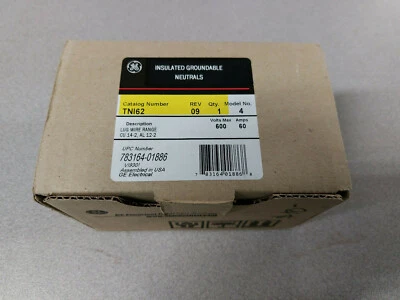 INSULATED GROUNDABLE
NEUTRALS
Catalog Number REV Qty. Model No.
TNI62 09 1 4
Description Volts Max Amps
LUG WIRE RANGE 600 60
CU 14-2, AL 12-2
UPC Number
783164-01886
Assembled in USA
GE Electrical